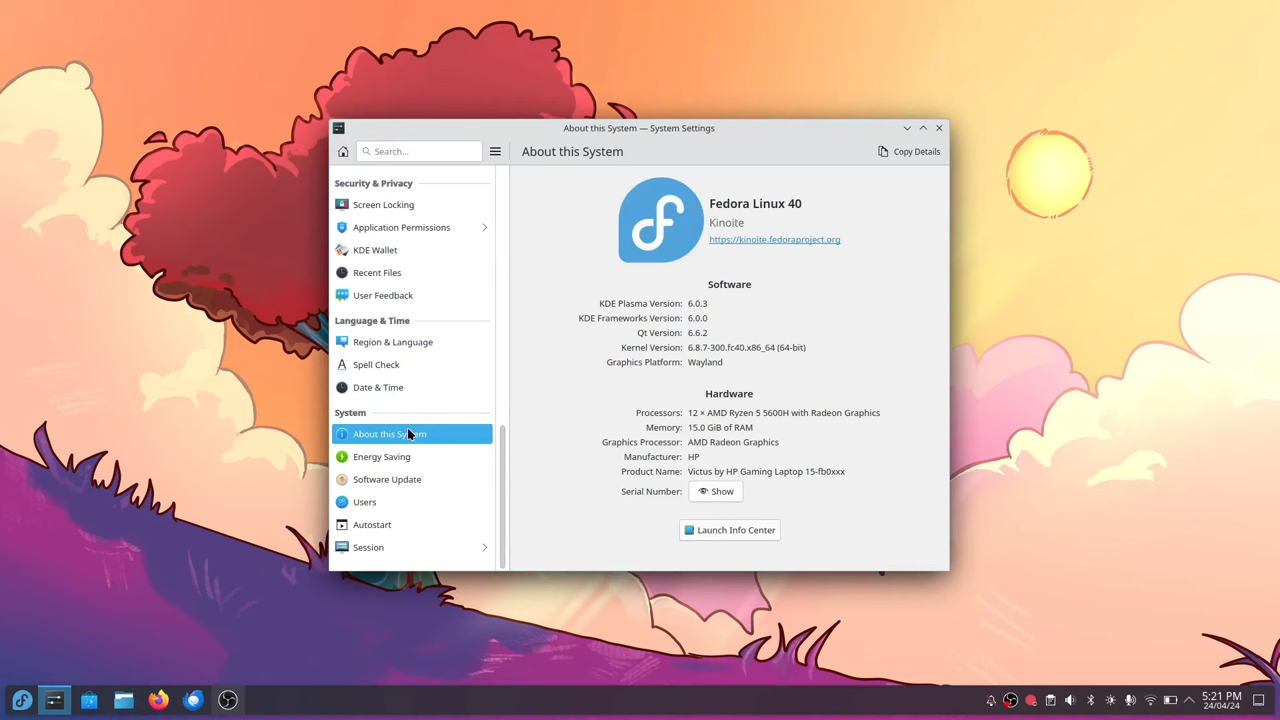 About this System — System Settings
Search...
About this System
Copy Details
Security & Privacy
Screen Locking
Application Permissions
KDE Wallet
Recent Files
User Feedback
Language & Time
Region & Language
Spell Check
Date & Time
System
About this System
Energy Saving
Software Update
Users
Autostart
Session
Fedora Linux 40
Kinoite
https://kinoite.fedoraproject.org
Software
KDE Plasma Version: 6.0.3
KDE Frameworks Version: 6.0.0
Qt Version: 6.6.2
Kernel Version: 6.8.7-300.fc40.x86_64 (64-bit)
Graphics Platform: Wayland
Hardware
Processors: 12 × AMD Ryzen 5 5600H with Radeon Graphics
Memory: 15.0 GiB of RAM
Graphics Processor: AMD Radeon Graphics
Manufacturer: HP
Product Name: Victus by HP Gaming Laptop 15-fb0xxx
Serial Number: Show
Launch Info Center
5:21 PM
24/04/24